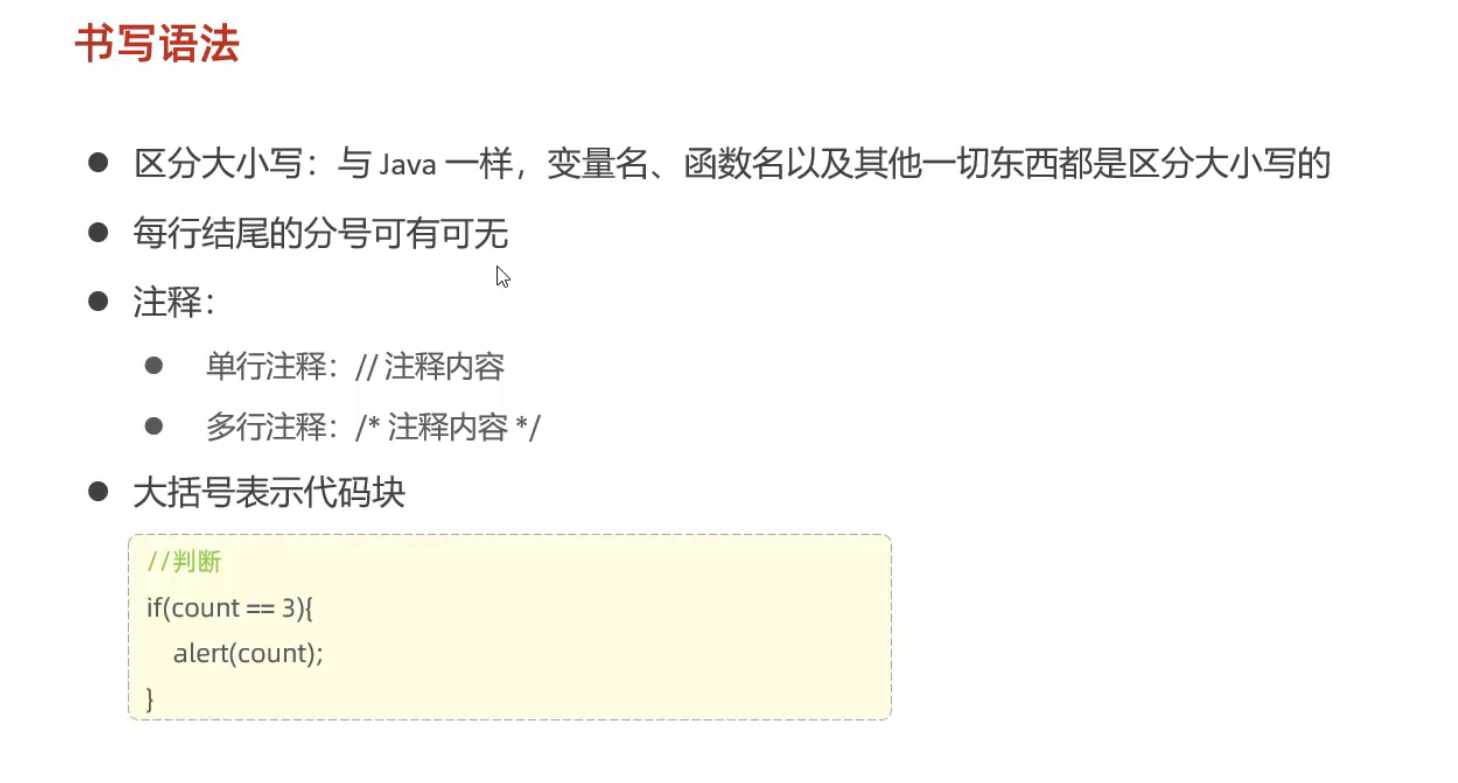 书写语法
区分大小写：与 Java 一样，变量名、函数名以及其他一切东西都是区分大小写的
每行结尾的分号可有可无
注释：
单行注释：// 注释内容
多行注释：/* 注释内容 */
大括号表示代码块
//判断
if(count == 3){
alert(count);
}